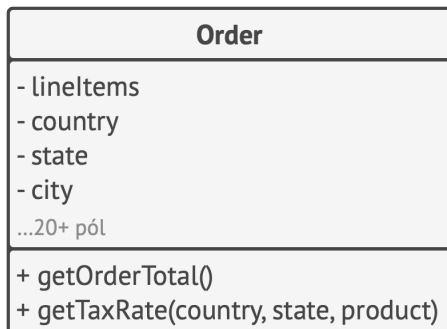 Order
- lineItems
- country
- state
- city
...20+ pól
+ getOrderTotal()
+ getTaxRate(country, state, product)